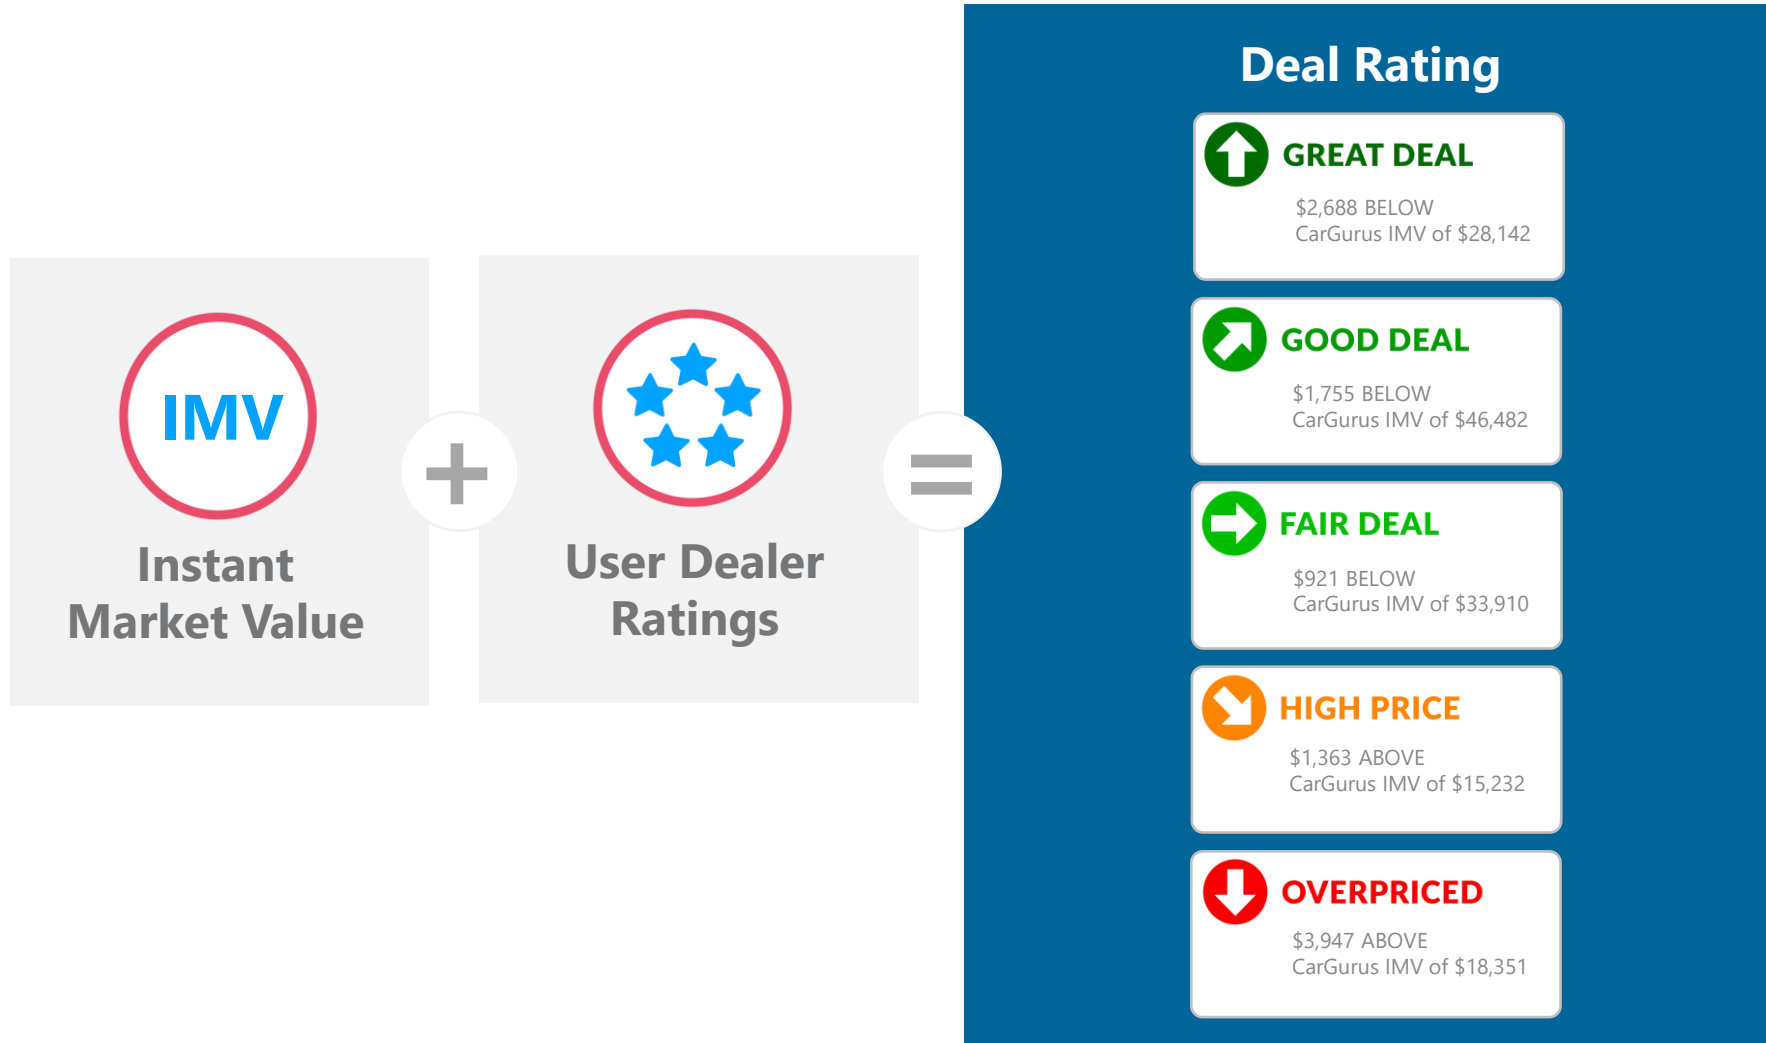 IMV
Instant
Market Value
+
User Dealer
Ratings
=
Deal Rating
GREAT DEAL
$2,688 BELOW
CarGurus IMV of $28,142
GOOD DEAL
$1,755 BELOW
CarGurus IMV of $46,482
FAIR DEAL
$921 BELOW
CarGurus IMV of $33,910
HIGH PRICE
$1,363 ABOVE
CarGurus IMV of $15,232
OVERPRICED
$3,947 ABOVE
CarGurus IMV of $18,351